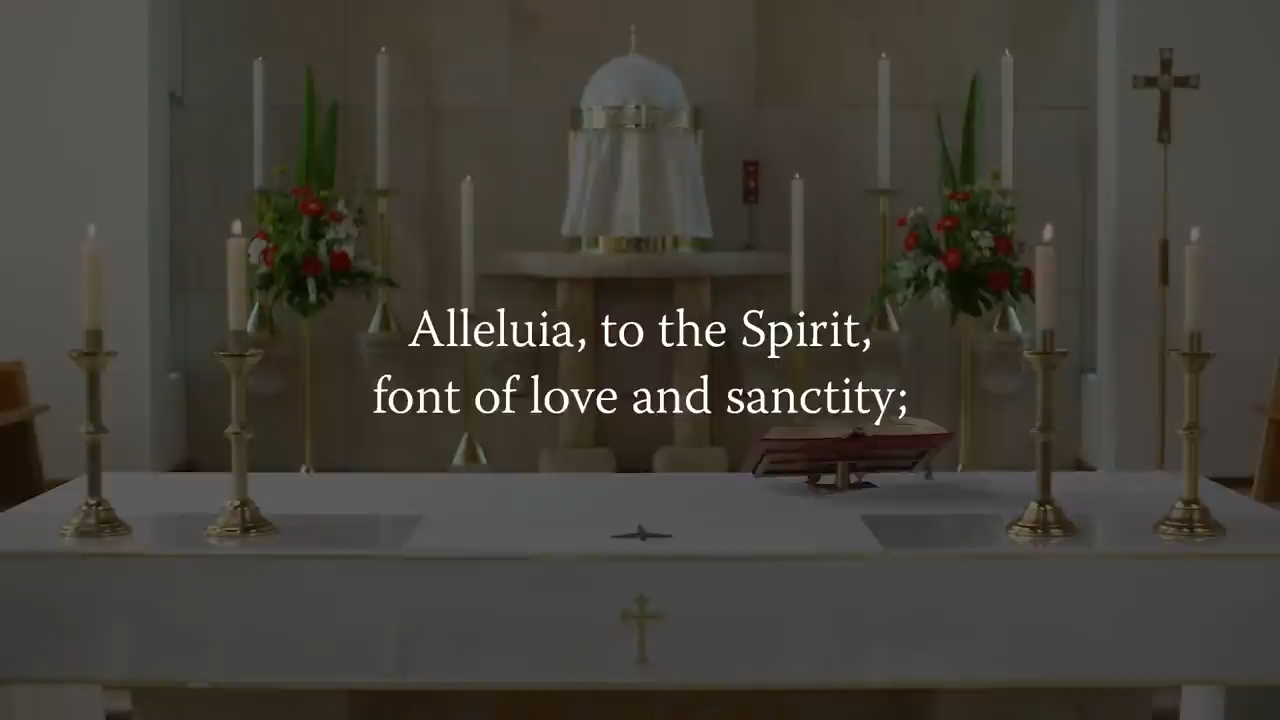 Alleluia, to the Spirit,
font of love and sanctity;